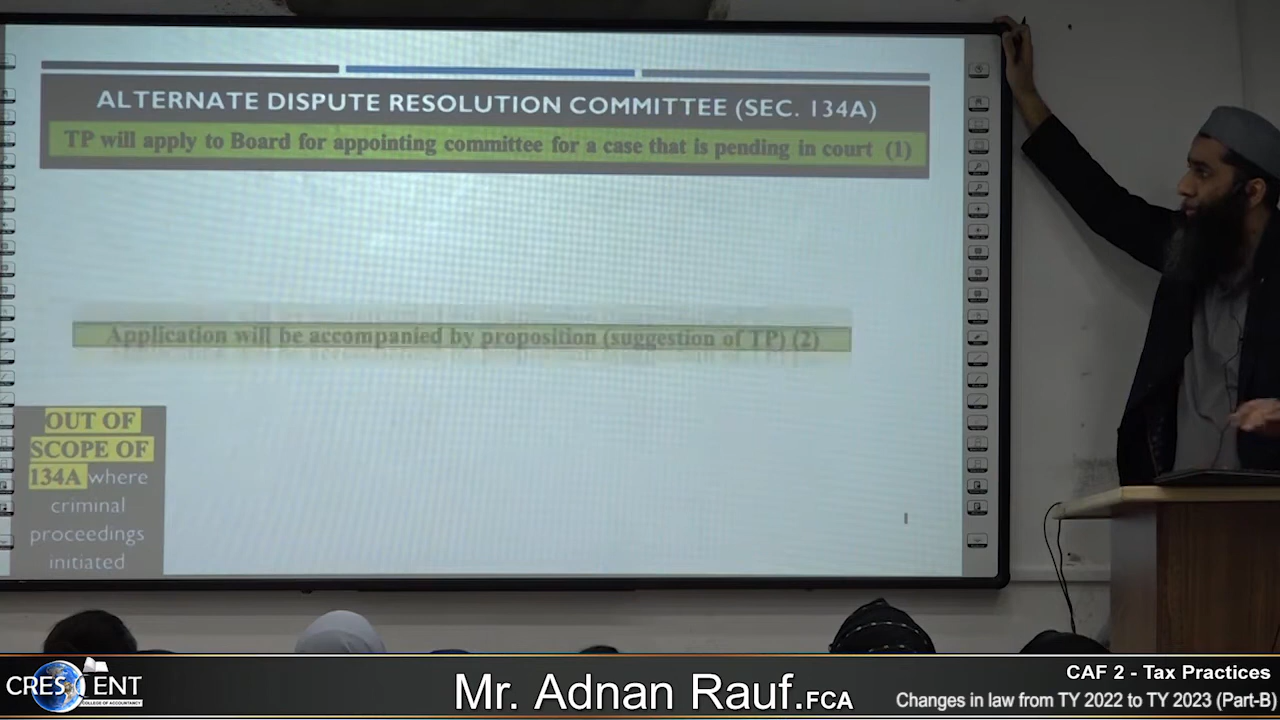 ALTERNATE DISPUTE RESOLUTION COMMITTEE (SEC. 134A)
TP will apply to Board for appointing committee for a case that is pending in court (1)
Application will be accompanied by proposition (suggestion of TP) (2)
OUT OF
SCOPE OF
134A where
criminal
proceedings
initiated
CRESCENT
COLLEGE OF ACCOUNTANCY
Mr. Adnan Rauf.FCA
CAF 2 - Tax Practices
Changes in law from TY 2022 to TY 2023 (Part-B)